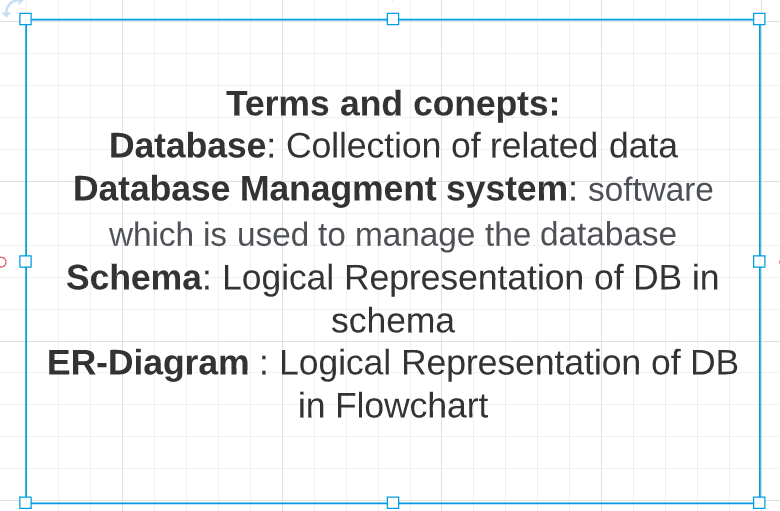 Terms and conepts:
Database: Collection of related data
Database Managment system: software
which is used to manage the database
Schema: Logical Representation of DB in
schema
ER-Diagram : Logical Representation of DB
in Flowchart